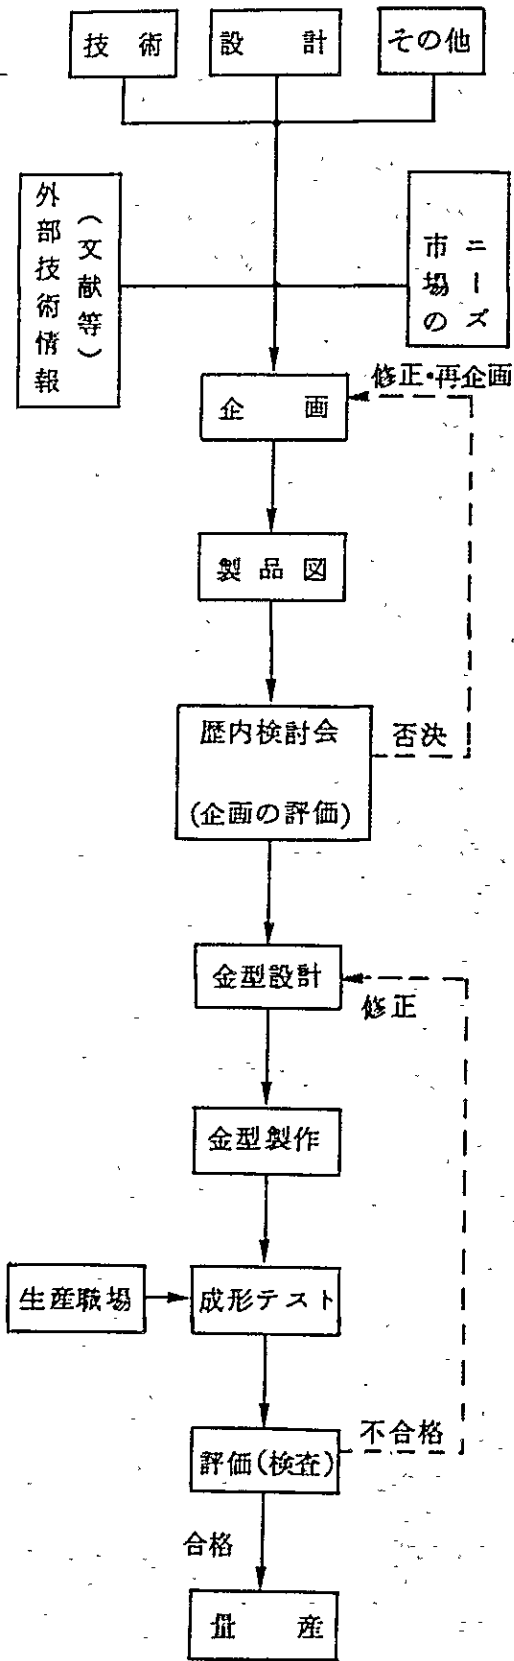 技術
設計
その他
外部技術情報
(文献等)
市場の
ニーズ
修正・再企画
企画
製品図
歴内検討会
否決
(企画の評価)
金型設計
修正
金型製作
生産職場
成形テスト
不合格
評価(検査)
合格
量産